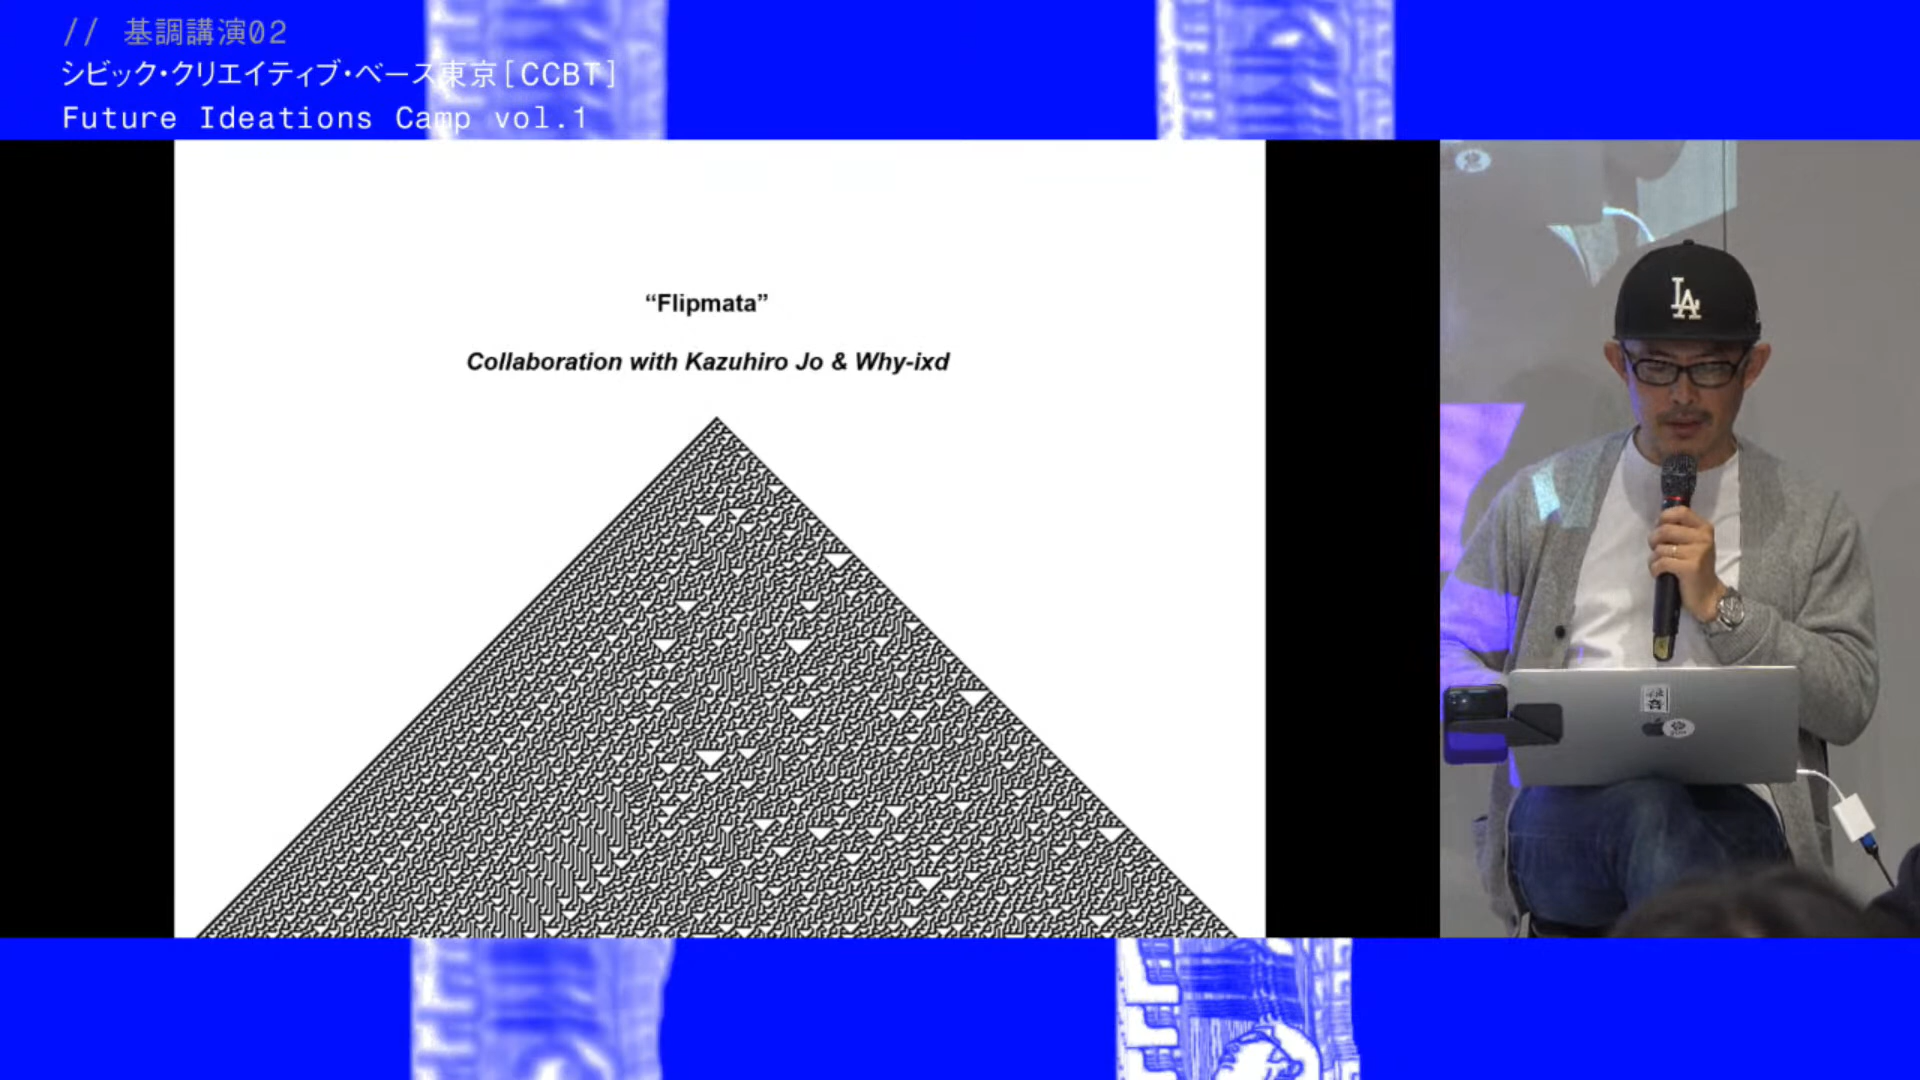 // 基調講演02
シビック・クリエイティブ・ベース東京[CCBT]
Future Ideations Camp vol.1
“Flipmata”
Collaboration with Kazuhiro Jo & Why-ixd
LA